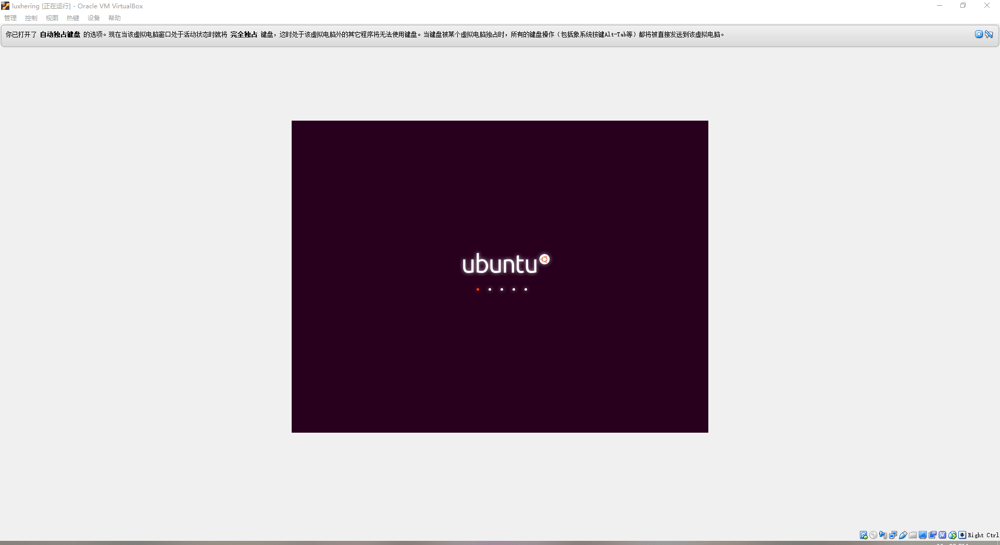 luxhering [正在运行] - Oracle VM VirtualBox
管理 控制 视图 热键 设备 帮助
你已打开了 自动独占键盘 的选项。现在当该虚拟电脑窗口处于活动状态时就将 完全独占 键盘，这时处于该虚拟电脑外的其它程序将无法使用键盘。当键盘被某个虚拟电脑独占时，所有的键盘操作（包括象系统按键Alt-Tab等）都将被直接发送到该虚拟电脑。
ubuntu
Right Ctrl